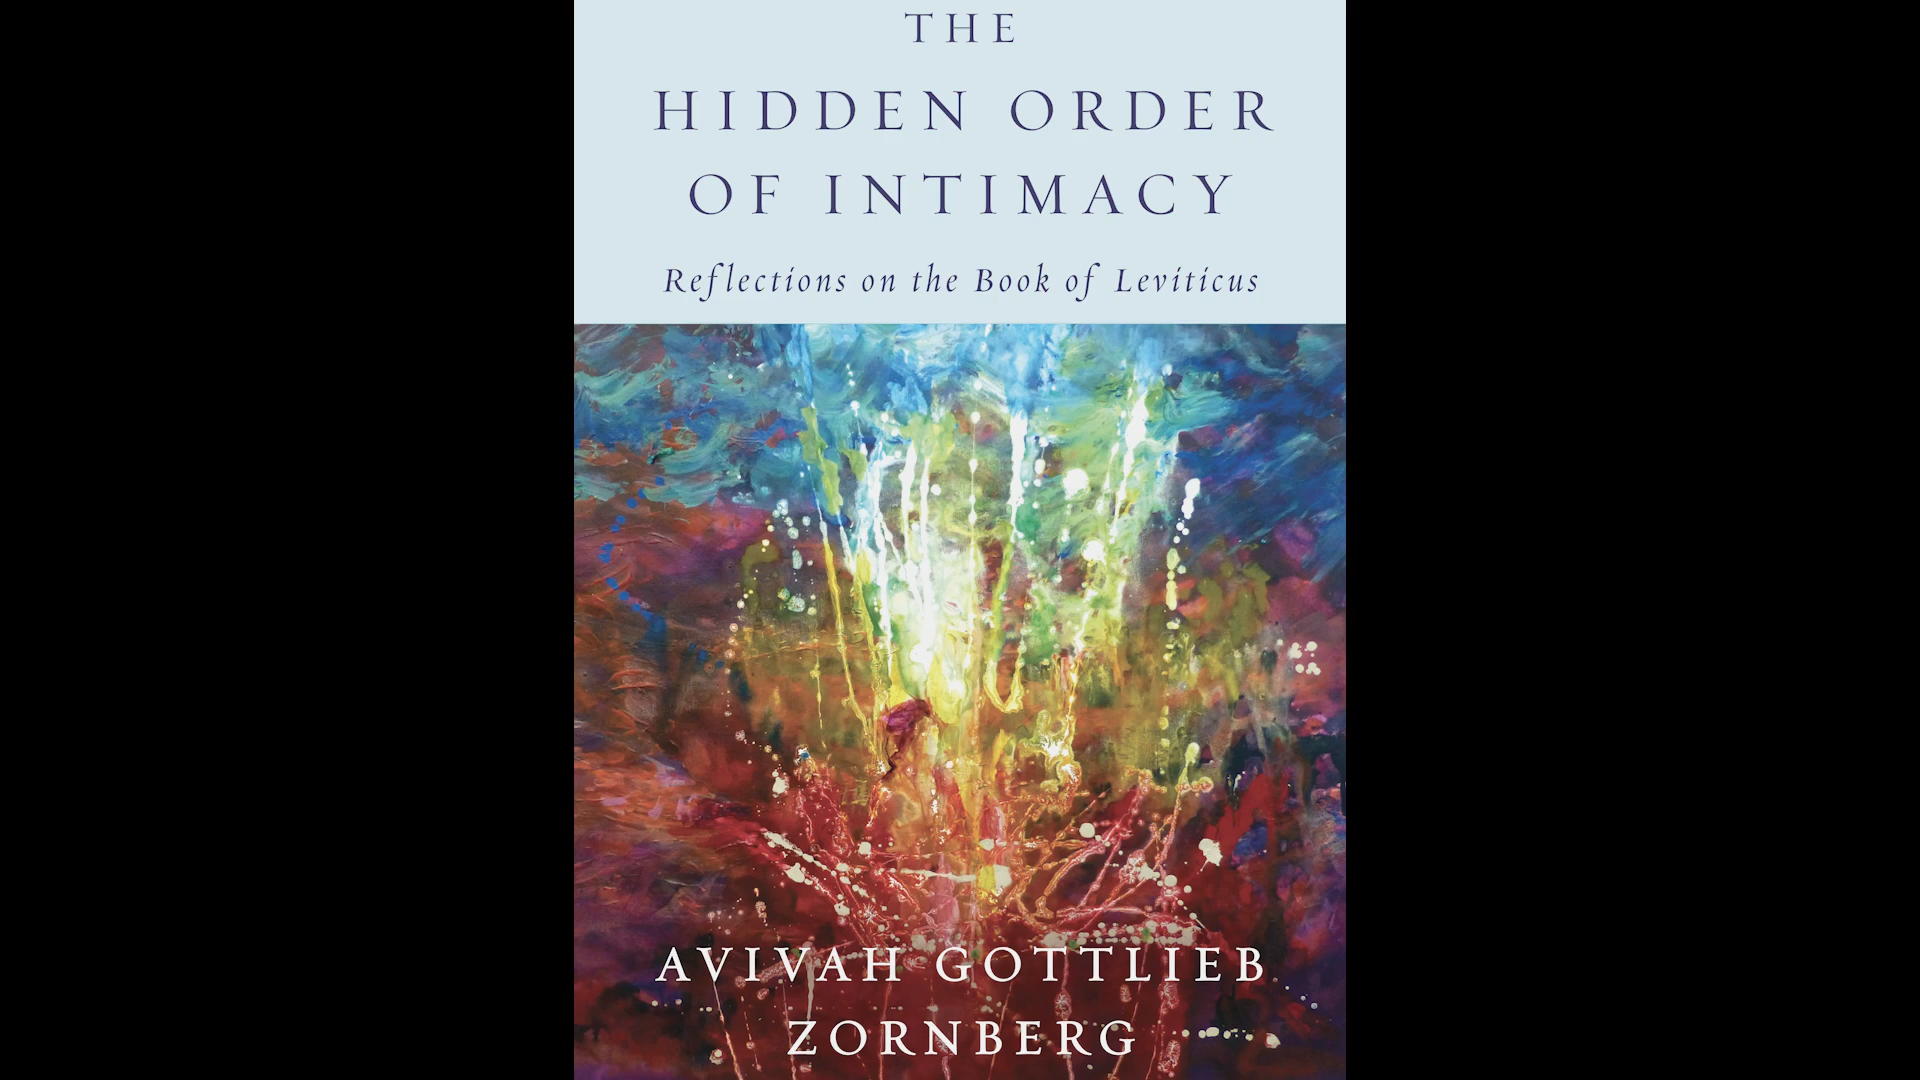 THE
HIDDEN ORDER
OF INTIMACY
Reflections on the Book of Leviticus
AVIVAH GOTTLIEB
ZORNBERG